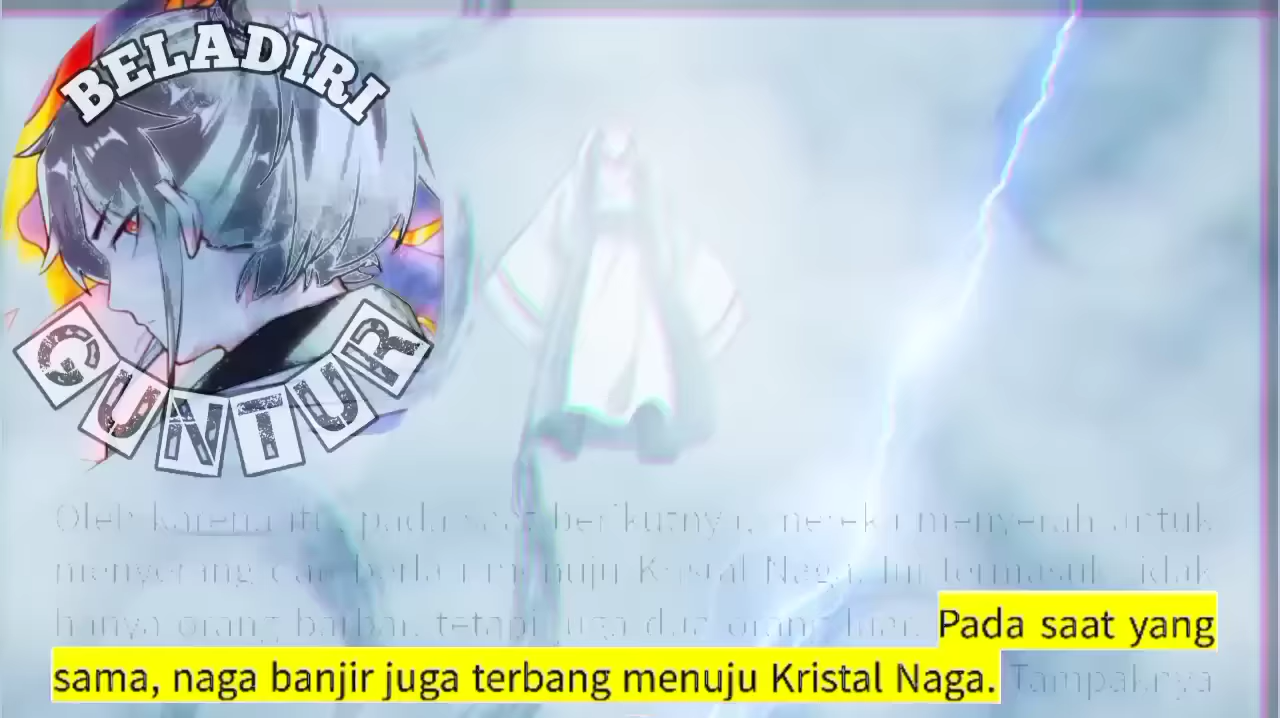 BELADIRI
GUNTUR
Oleh karena itu, pada saat berikutnya, mereka menyerah untuk
menyerang dan berlari menuju Kristal Naga. Ini termasuk tidak
hanya orang barbar, tetapi juga dua orang luar. Pada saat yang
sama, naga banjir juga terbang menuju Kristal Naga. Tampaknya